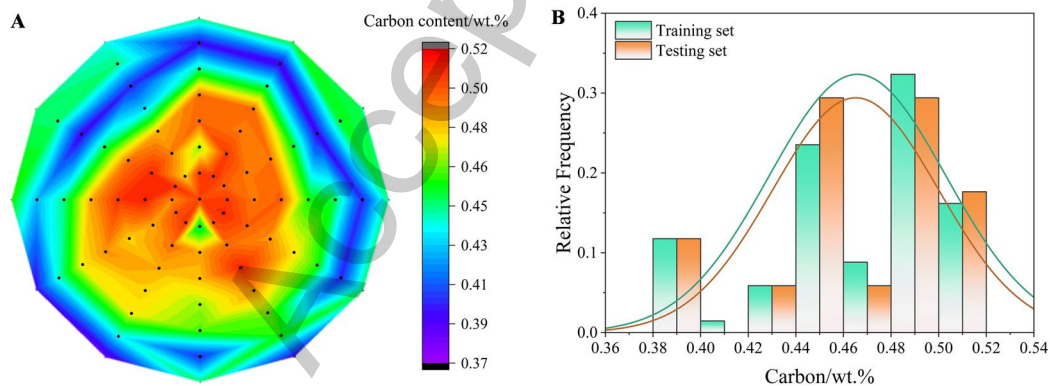 A
Carbon content/wt.%
0.52
0.50
0.48
0.46
0.45
0.43
0.41
0.39
0.37
B
Training set
Testing set
Relative Frequency
0.4
0.3
0.2
0.1
0.0
0.36 0.38 0.40 0.42 0.44 0.46 0.48 0.50 0.52 0.54
Carbon/wt.%
Accep